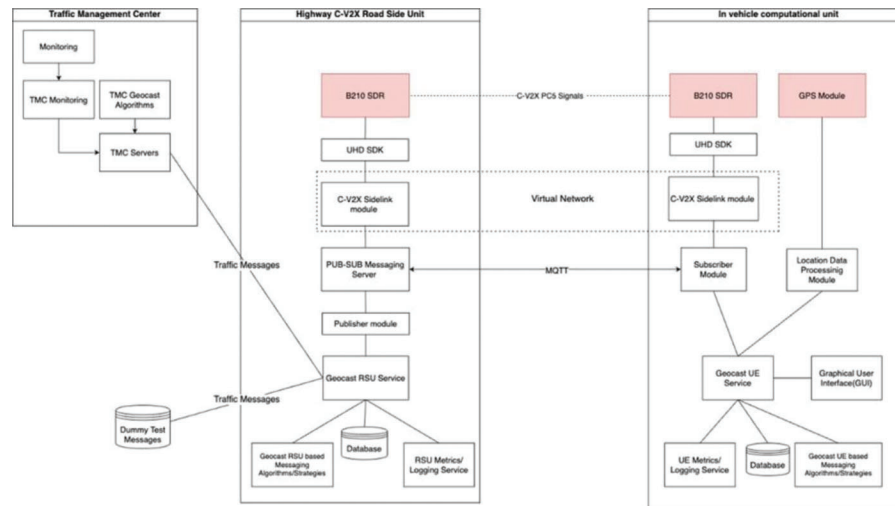 Traffic Management Center
Highway C-V2X Road Side Unit
In vehicle computational unit
Monitoring
TMC Monitoring
TMC Geocast
Algorithms
TMC Servers
B210 SDR
C-V2X PC5 Signals
B210 SDR
GPS Module
UHD SDK
UHD SDK
C-V2X Sidelink
module
Virtual Network
C-V2X Sidelink module
Traffic Messages
PUB-SUB Messaging
Server
MQTT
Subscriber
Module
Location Data
Processinig
Module
Publisher module
Geocast RSU Service
Geocast UE
Service
Graphical User
Interface(GUI)
Traffic Messages
Dummy Test
Messages
Geocast RSU based
Messaging
Algorithms/Strategies
Database
RSU Metrics/
Logging Service
UE Metrics/
Logging Service
Database
Geocast UE based
Messaging
Algorithms/Strategies